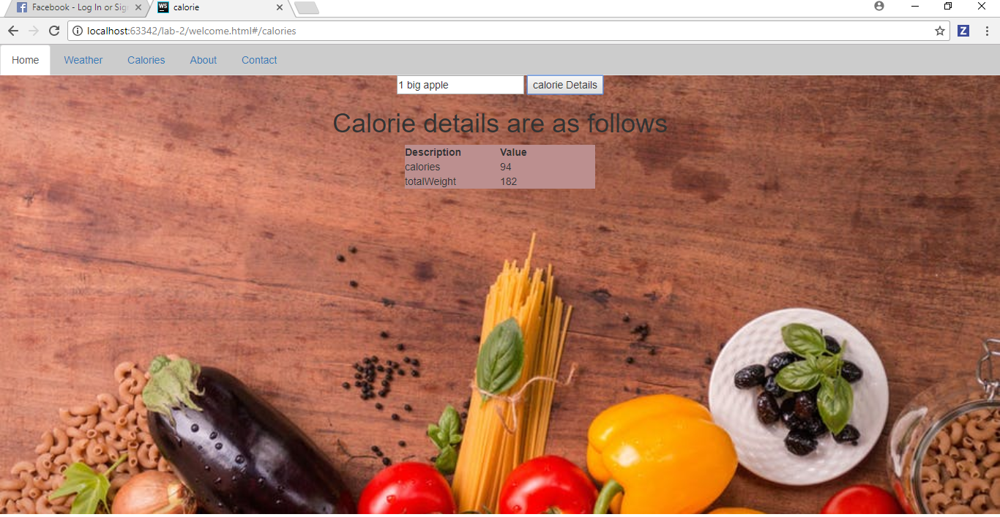 Facebook - Log In or Sig
WS calorie
localhost:63342/lab-2/welcome.html#/calories
Z
Home Weather Calories About Contact
1 big apple calorie Details
Calorie details are as follows
Description Value
calories 94
totalWeight 182